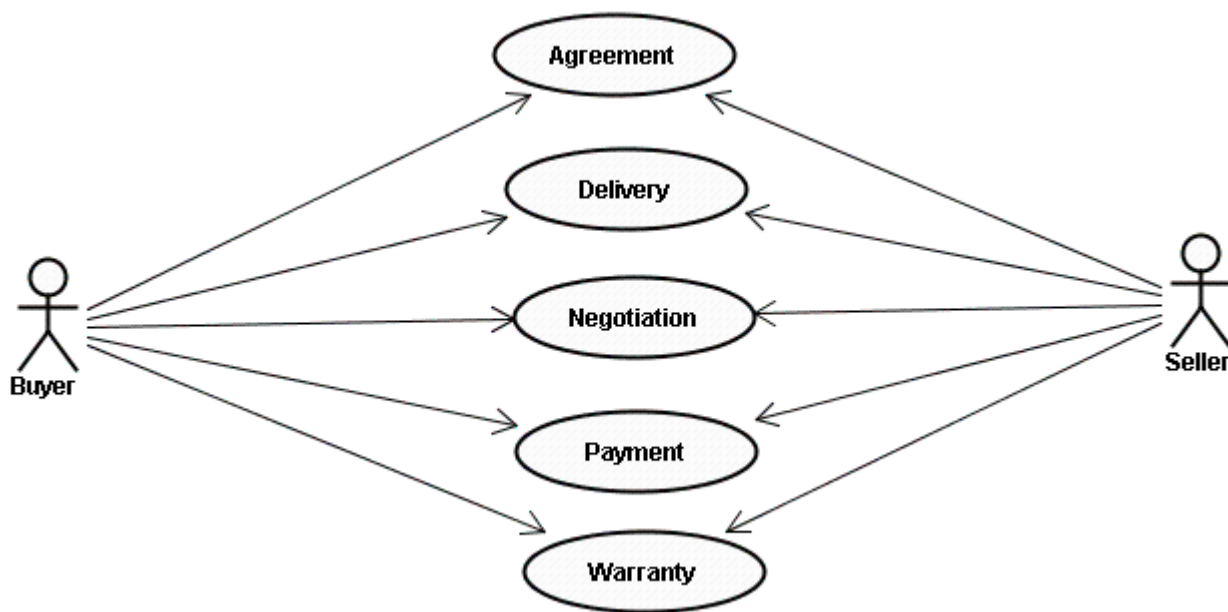 Agreement
Delivery
Negotiation
Buyer
Seller
Payment
Warranty